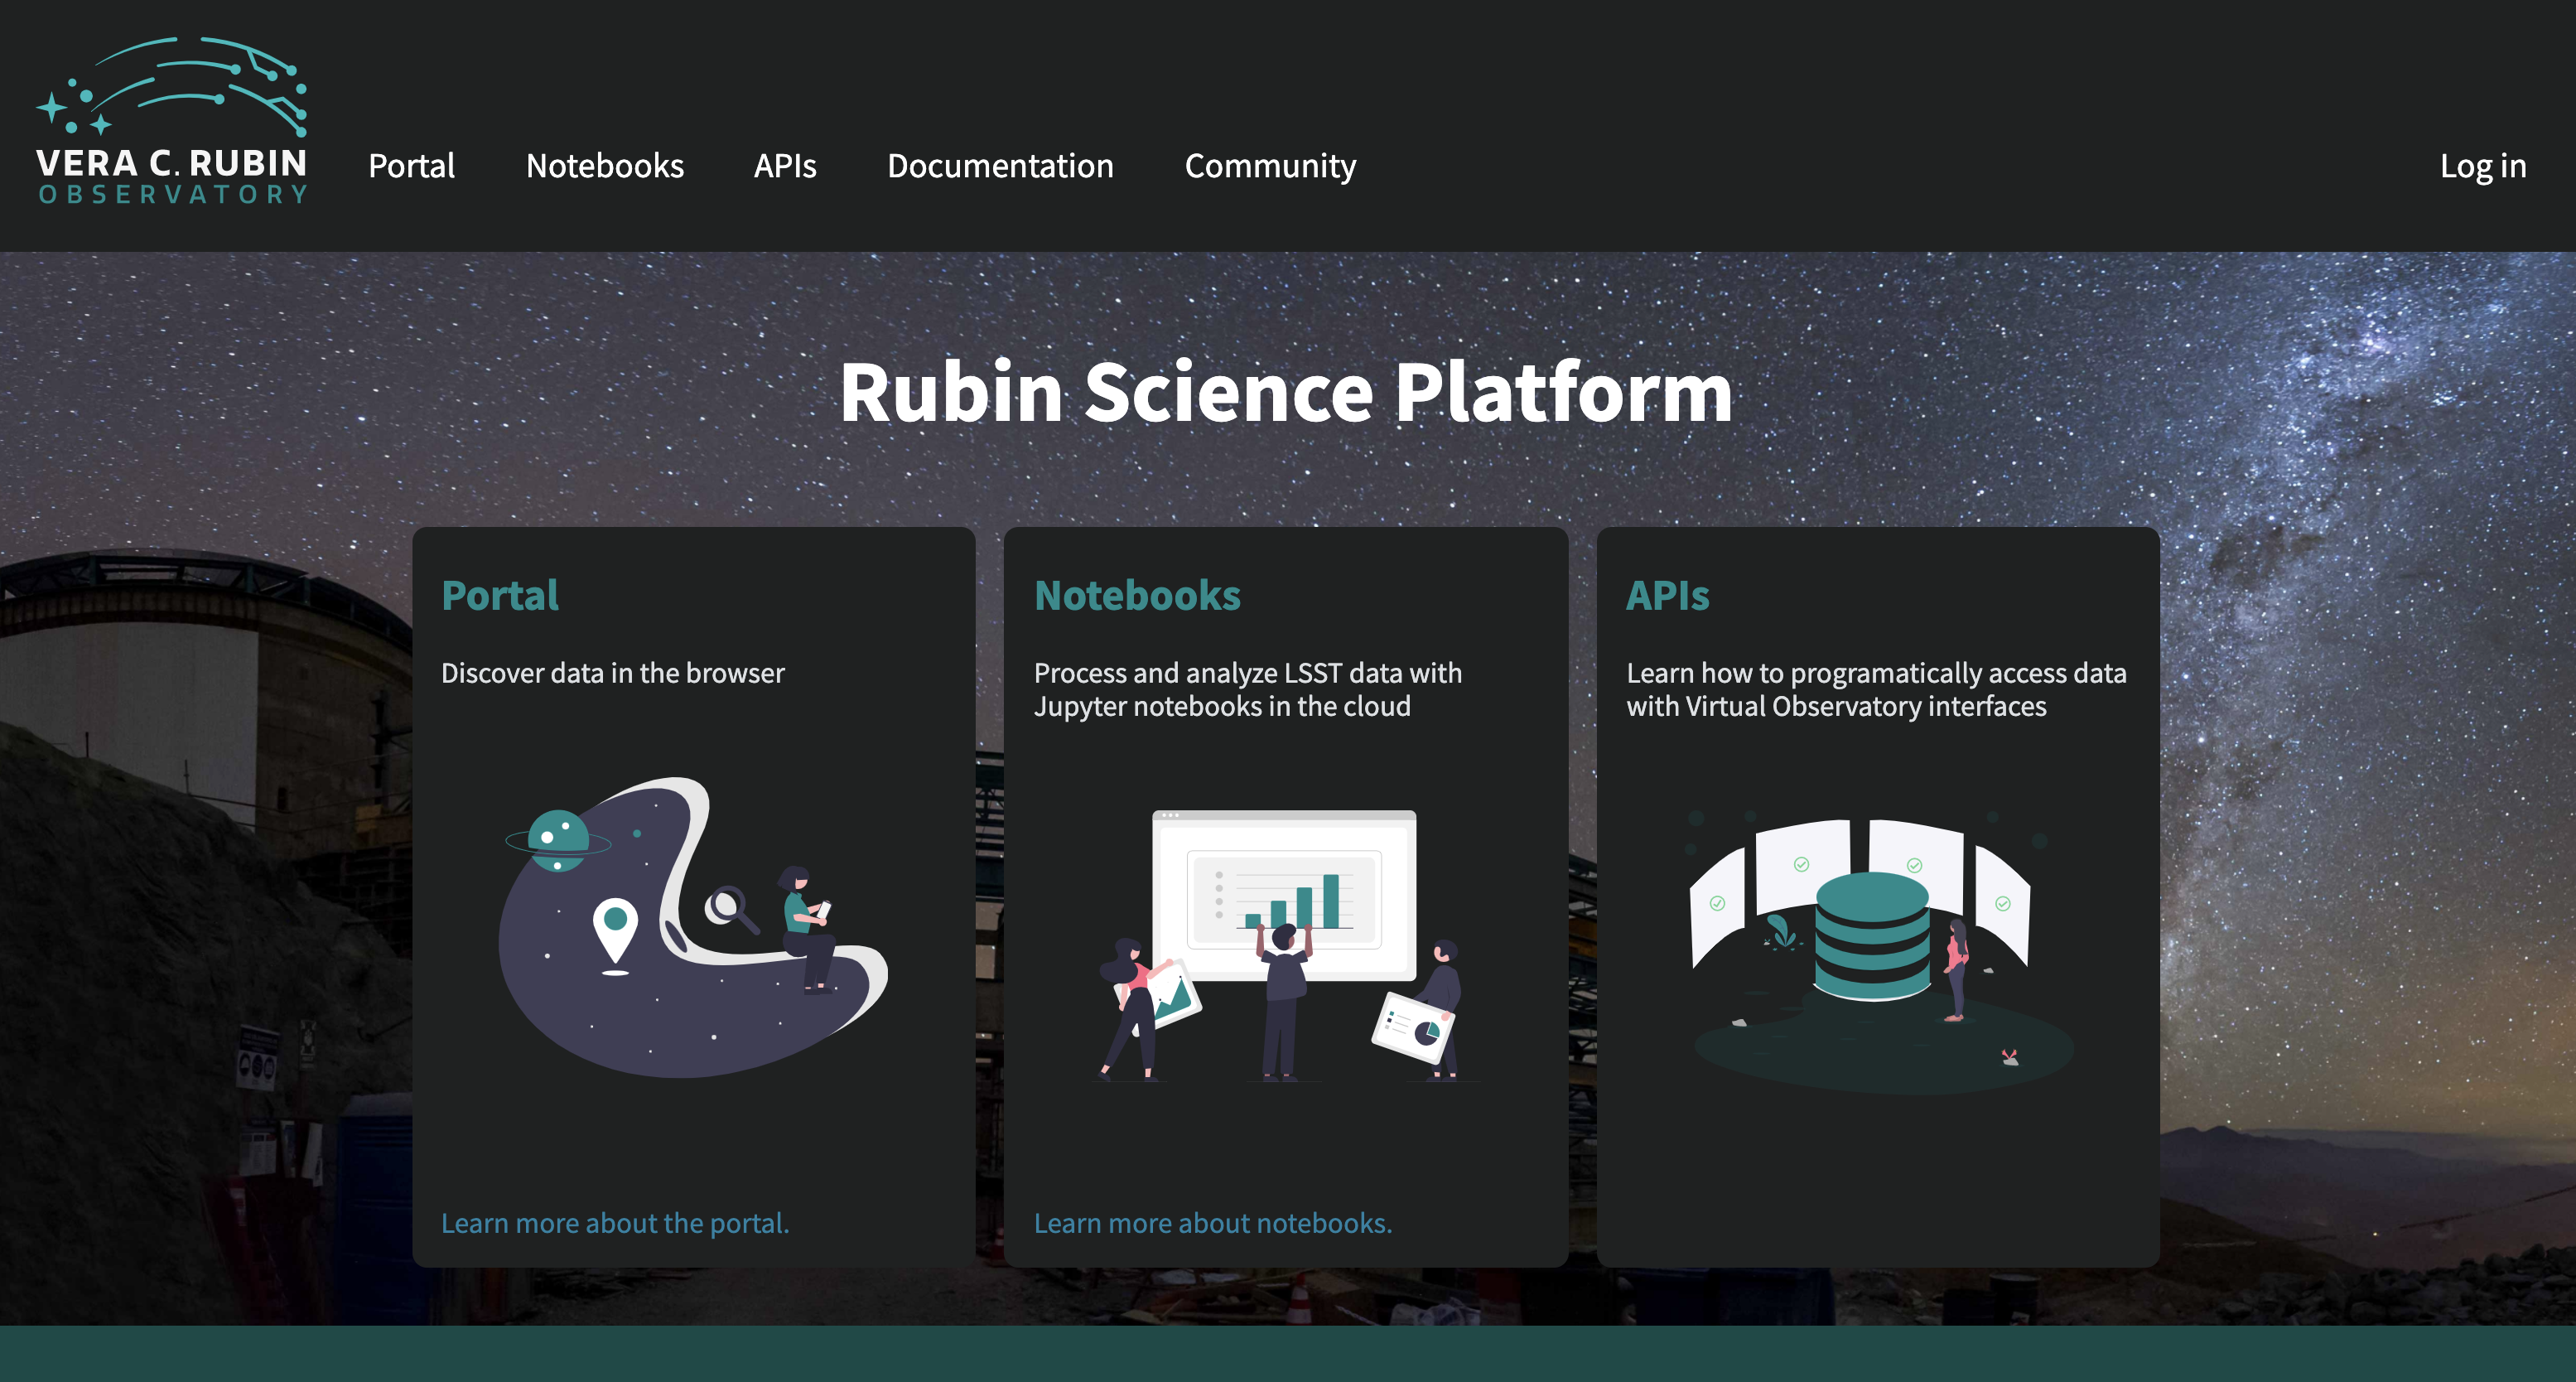 VERA C. RUBIN
OBSERVATORY
Portal
Notebooks
APIs
Documentation
Community
Log in
Rubin Science Platform
Portal
Discover data in the browser
Learn more about the portal.
Notebooks
Process and analyze LSST data with
Jupyter notebooks in the cloud
Learn more about notebooks.
APIs
Learn how to programatically access data
with Virtual Observatory interfaces